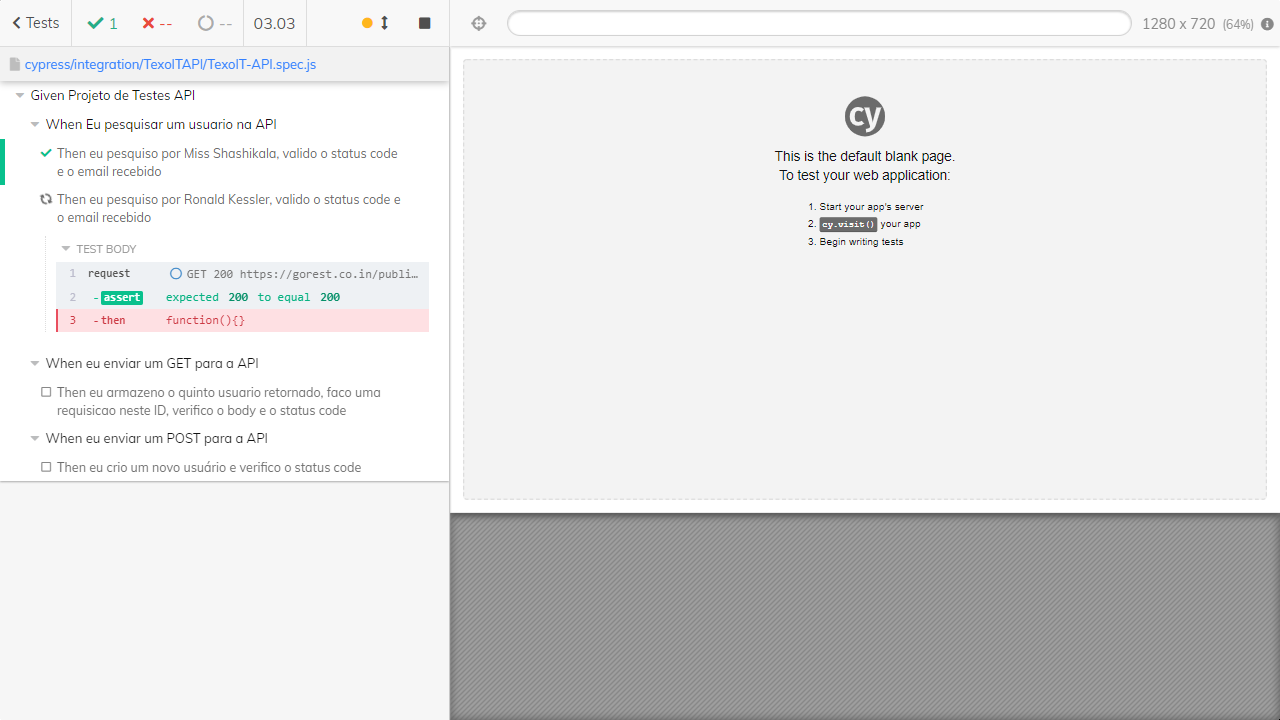 Tests
1
--
--
03.03
1280 x 720 (64%)
cypress/integration/TexoITAPI/TexoIT-API.spec.js
Given Projeto de Testes API
When Eu pesquisar um usuario na API
Then eu pesquiso por Miss Shashikala, valido o status code
e o email recebido
Then eu pesquiso por Ronald Kessler, valido o status code e
o email recebido
TEST BODY
1 request GET 200 https://gorest.co.in/publi…
2 -assert expected 200 to equal 200
3 -then function(){}
When eu enviar um GET para a API
Then eu armazeno o quinto usuario retornado, faco uma
requisicao neste ID, verifico o body e o status code
When eu enviar um POST para a API
Then eu crio um novo usuário e verifico o status code
cy
This is the default blank page.
To test your web application:
1. Start your app's server
2. cy.visit() your app
3. Begin writing tests